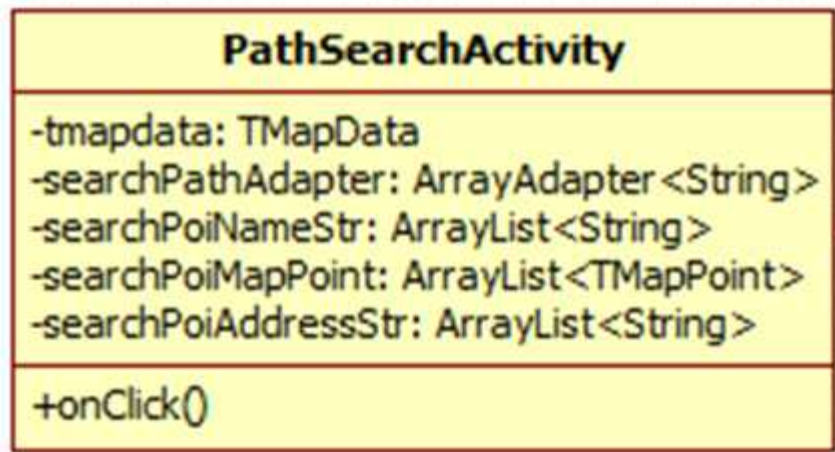 PathSearchActivity
-tmapdata: TMapData
-searchPathAdapter: ArrayAdapter<String>
-searchPoiNameStr: ArrayList<String>
-searchPoiMapPoint: ArrayList<TMapPoint>
-searchPoiAddressStr: ArrayList<String>
+onClick()